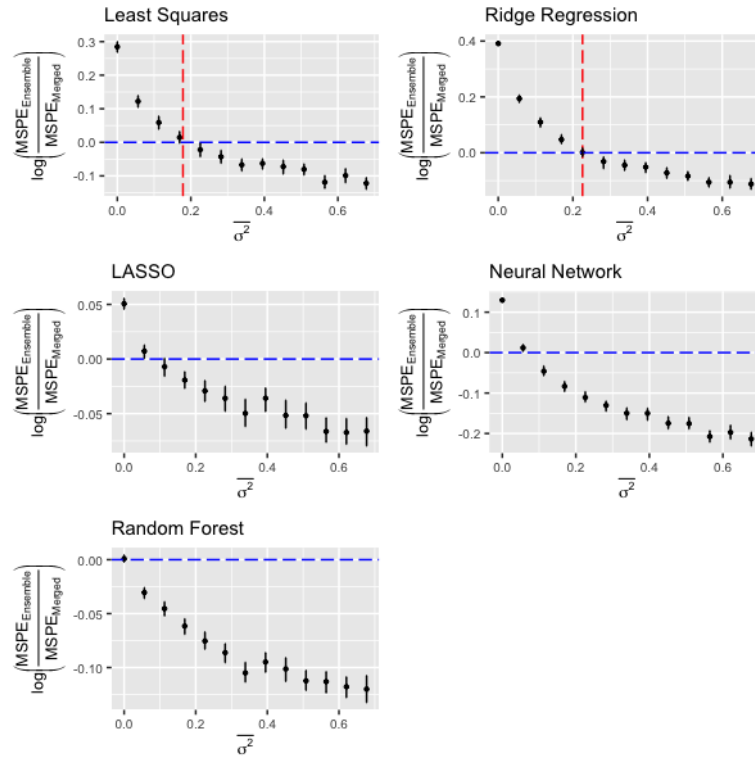 Least Squares
log(MSPE_Ensemble / MSPE_Merged)
0.3
0.2
0.1
0.0
-0.1
0.0 0.2 0.4 0.6
σ²
Ridge Regression
log(MSPE_Ensemble / MSPE_Merged)
0.4
0.2
0.0
0.0 0.2 0.4 0.6
σ²
LASSO
log(MSPE_Ensemble / MSPE_Merged)
0.05
0.00
-0.05
0.0 0.2 0.4 0.6
σ²
Neural Network
log(MSPE_Ensemble / MSPE_Merged)
0.1
0.0
-0.1
-0.2
0.0 0.2 0.4 0.6
σ²
Random Forest
log(MSPE_Ensemble / MSPE_Merged)
0.00
-0.05
-0.10
0.0 0.2 0.4 0.6
σ²